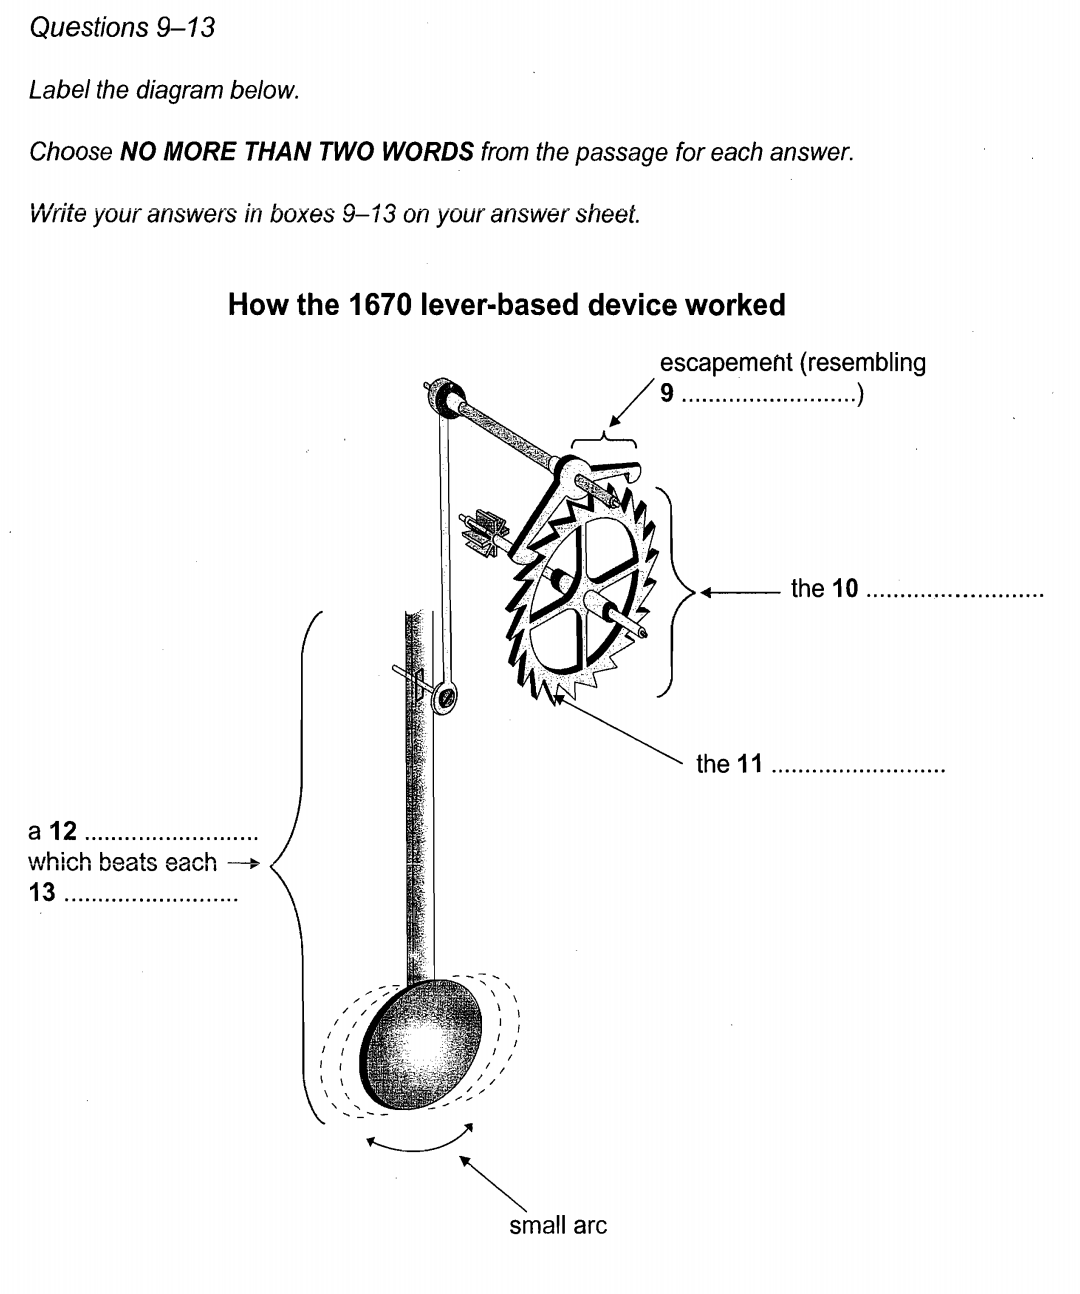 Questions 9–13
Label the diagram below.
Choose NO MORE THAN TWO WORDS from the passage for each answer.
Write your answers in boxes 9–13 on your answer sheet.
How the 1670 lever-based device worked
escapement (resembling
9 ..........................)
the 10 ..........................
the 11 ..........................
a 12 ..........................
which beats each
13 ..........................
small arc